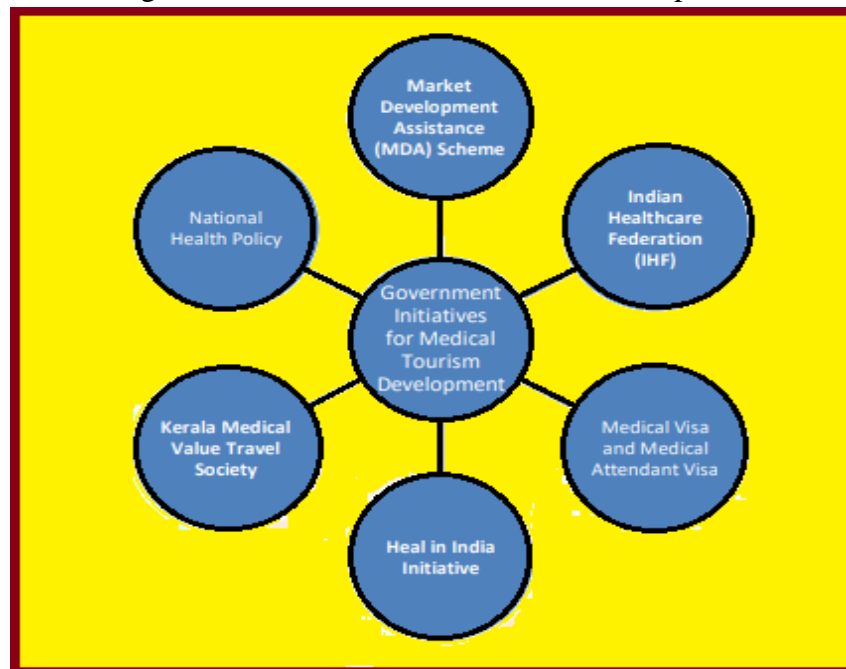 Market
Development
Assistance
(MDA) Scheme
Indian
Healthcare
Federation
(IHF)
National
Health Policy
Government
Initiatives
for Medical
Tourism
Development
Kerala Medical
Value Travel
Society
Medical Visa
and Medical
Attendant Visa
Heal in India
Initiative